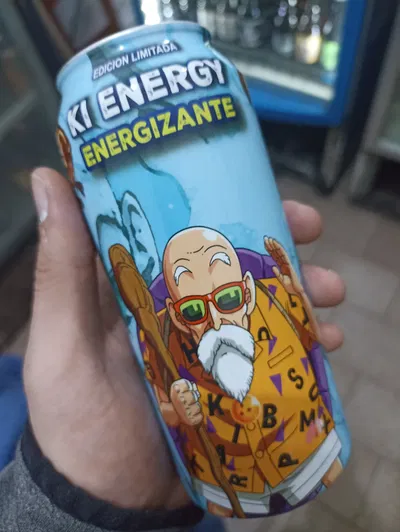 EDICION LIMITADA
KI ENERGY
ENERGIZANTE
H D
K B S
I P M
R P